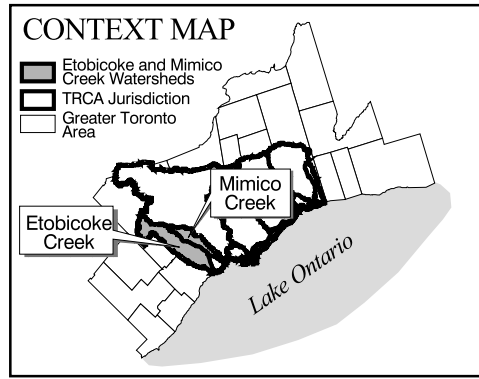 CONTEXT MAP
Etobicoke and Mimico
Creek Watersheds
TRCA Jurisdiction
Greater Toronto
Area
Mimico
Creek
Etobicoke
Creek
Lake Ontario